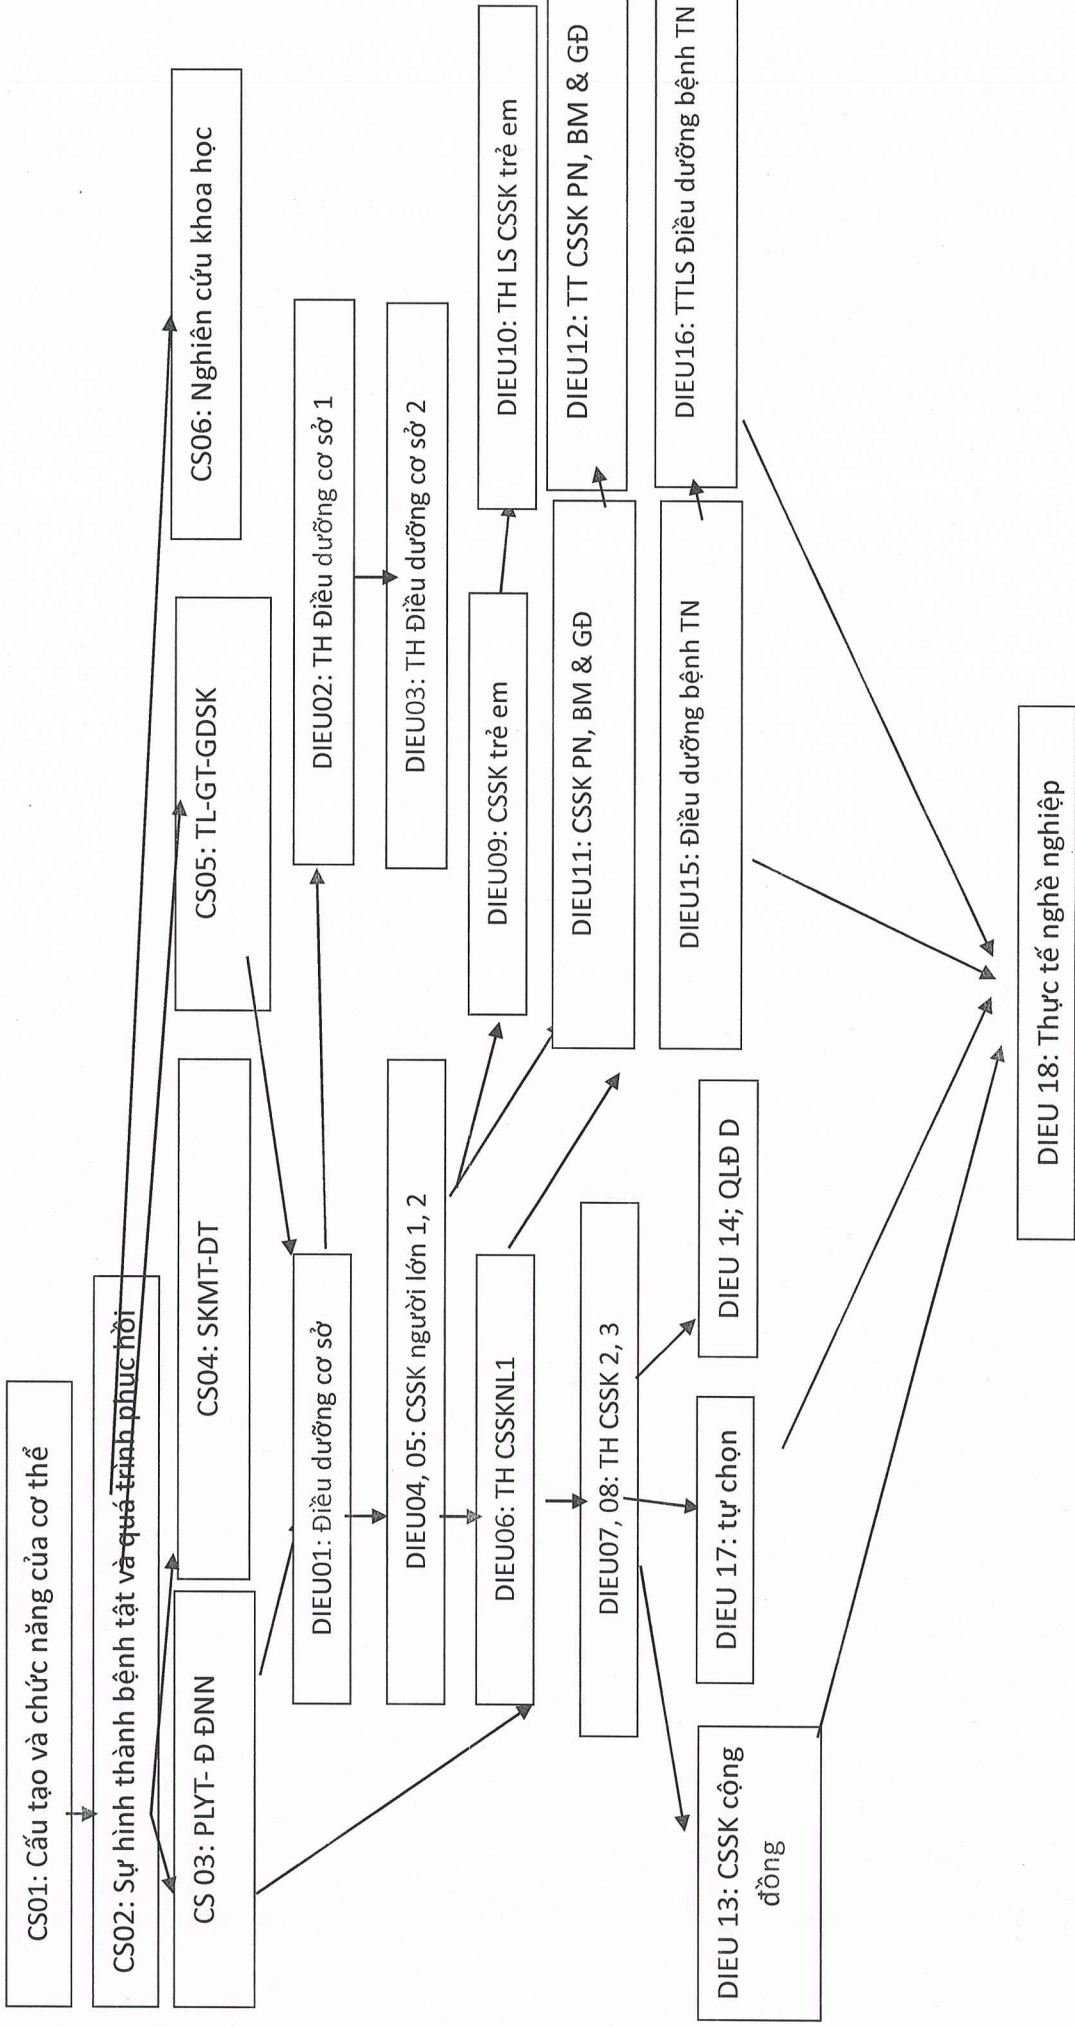 CS01: Cấu tạo và chức năng của cơ thể
CS02: Sự hình thành bệnh tật và quá trình phục hồi
CS 03: PLYT- Đ ĐNN
CS04: SKMT-DT
CS05: TL-GT-GDSK
CS06: Nghiên cứu khoa học
DIEU01: Điều dưỡng cơ sở
DIEU02: TH Điều dưỡng cơ sở 1
DIEU04, 05: CSSK người lớn 1, 2
DIEU03: TH Điều dưỡng cơ sở 2
DIEU06: TH CSSKNL1
DIEU09: CSSK trẻ em
DIEU10: TH LS CSSK trẻ em
DIEU07, 08: TH CSSK 2, 3
DIEU11: CSSK PN, BM & GĐ
DIEU12: TT CSSK PN, BM & GĐ
DIEU 13: CSSK cộng
đồng
DIEU 17: tự chọn
DIEU 14; QLĐ D
DIEU15: Điều dưỡng bệnh TN
DIEU16: TTLS Điều dưỡng bệnh TN
DIEU 18: Thực tế nghề nghiệp